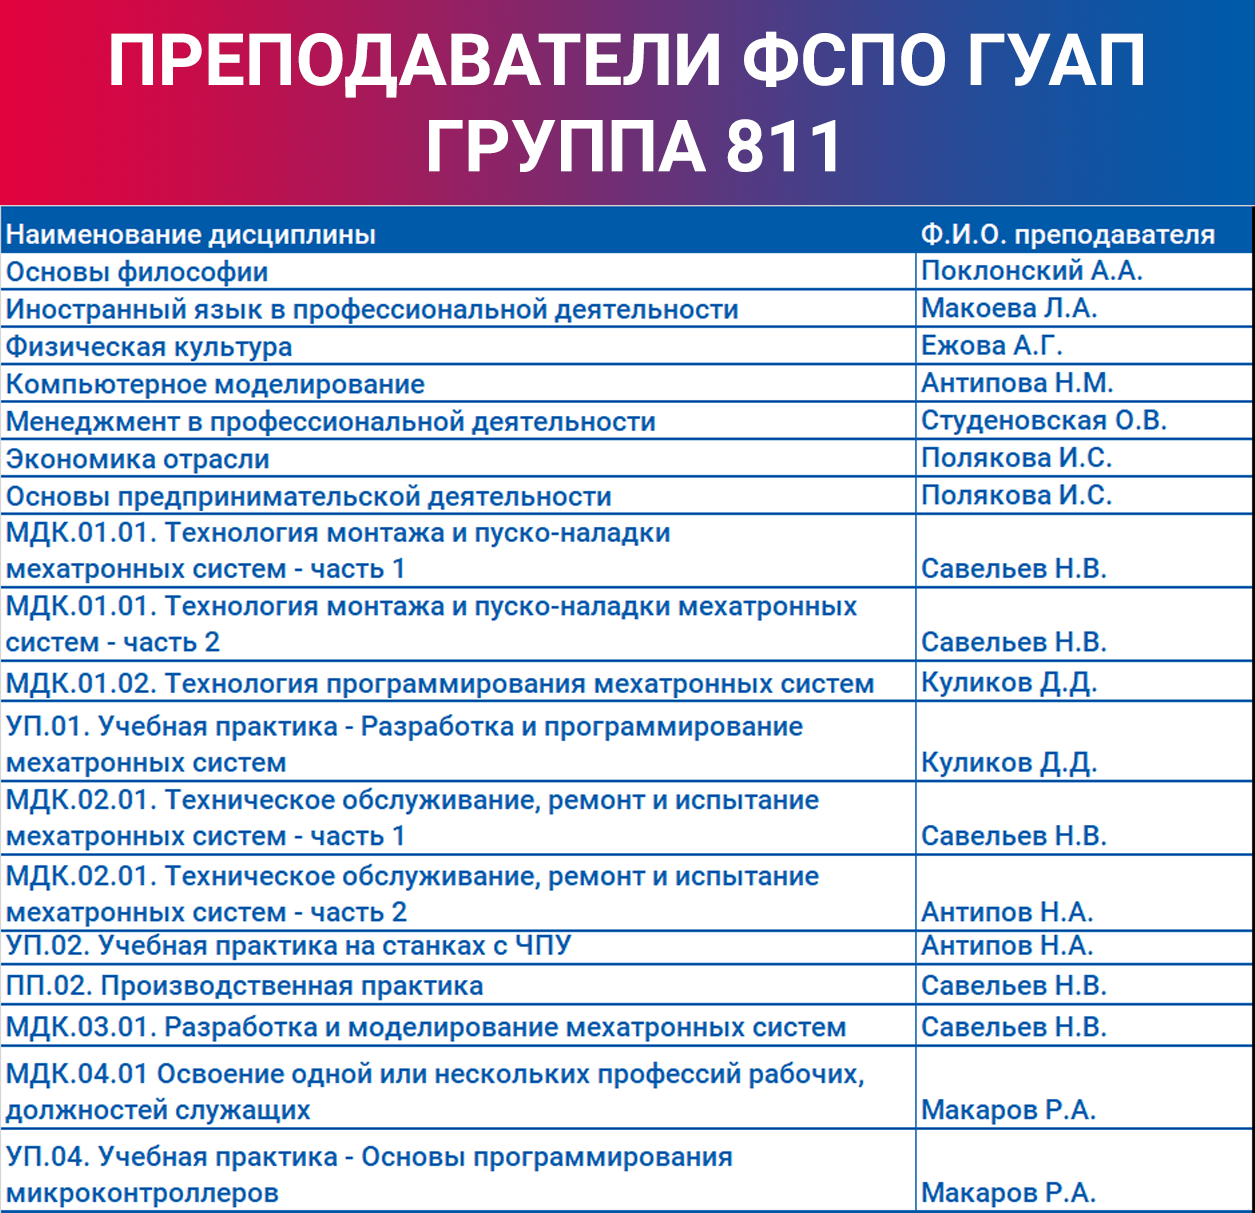 ПРЕПОДАВАТЕЛИ ФСПО ГУАП
ГРУППА 811
Наименование дисциплины Ф.И.О. преподавателя
Основы философии Поклонский А.А.
Иностранный язык в профессиональной деятельности Макоева Л.А.
Физическая культура Ежова А.Г.
Компьютерное моделирование Антипова Н.М.
Менеджмент в профессиональной деятельности Студеновская О.В.
Экономика отрасли Полякова И.С.
Основы предпринимательской деятельности Полякова И.С.
МДК.01.01. Технология монтажа и пуско-наладки
мехатронных систем - часть 1 Савельев Н.В.
МДК.01.01. Технология монтажа и пуско-наладки мехатронных
систем - часть 2 Савельев Н.В.
МДК.01.02. Технология программирования мехатронных систем Куликов Д.Д.
УП.01. Учебная практика - Разработка и программирование
мехатронных систем Куликов Д.Д.
МДК.02.01. Техническое обслуживание, ремонт и испытание
мехатронных систем - часть 1 Савельев Н.В.
МДК.02.01. Техническое обслуживание, ремонт и испытание
мехатронных систем - часть 2 Антипов Н.А.
УП.02. Учебная практика на станках с ЧПУ Антипов Н.А.
ПП.02. Производственная практика Савельев Н.В.
МДК.03.01. Разработка и моделирование мехатронных систем Савельев Н.В.
МДК.04.01 Освоение одной или нескольких профессий рабочих,
должностей служащих Макаров Р.А.
УП.04. Учебная практика - Основы программирования
микроконтроллеров Макаров Р.А.